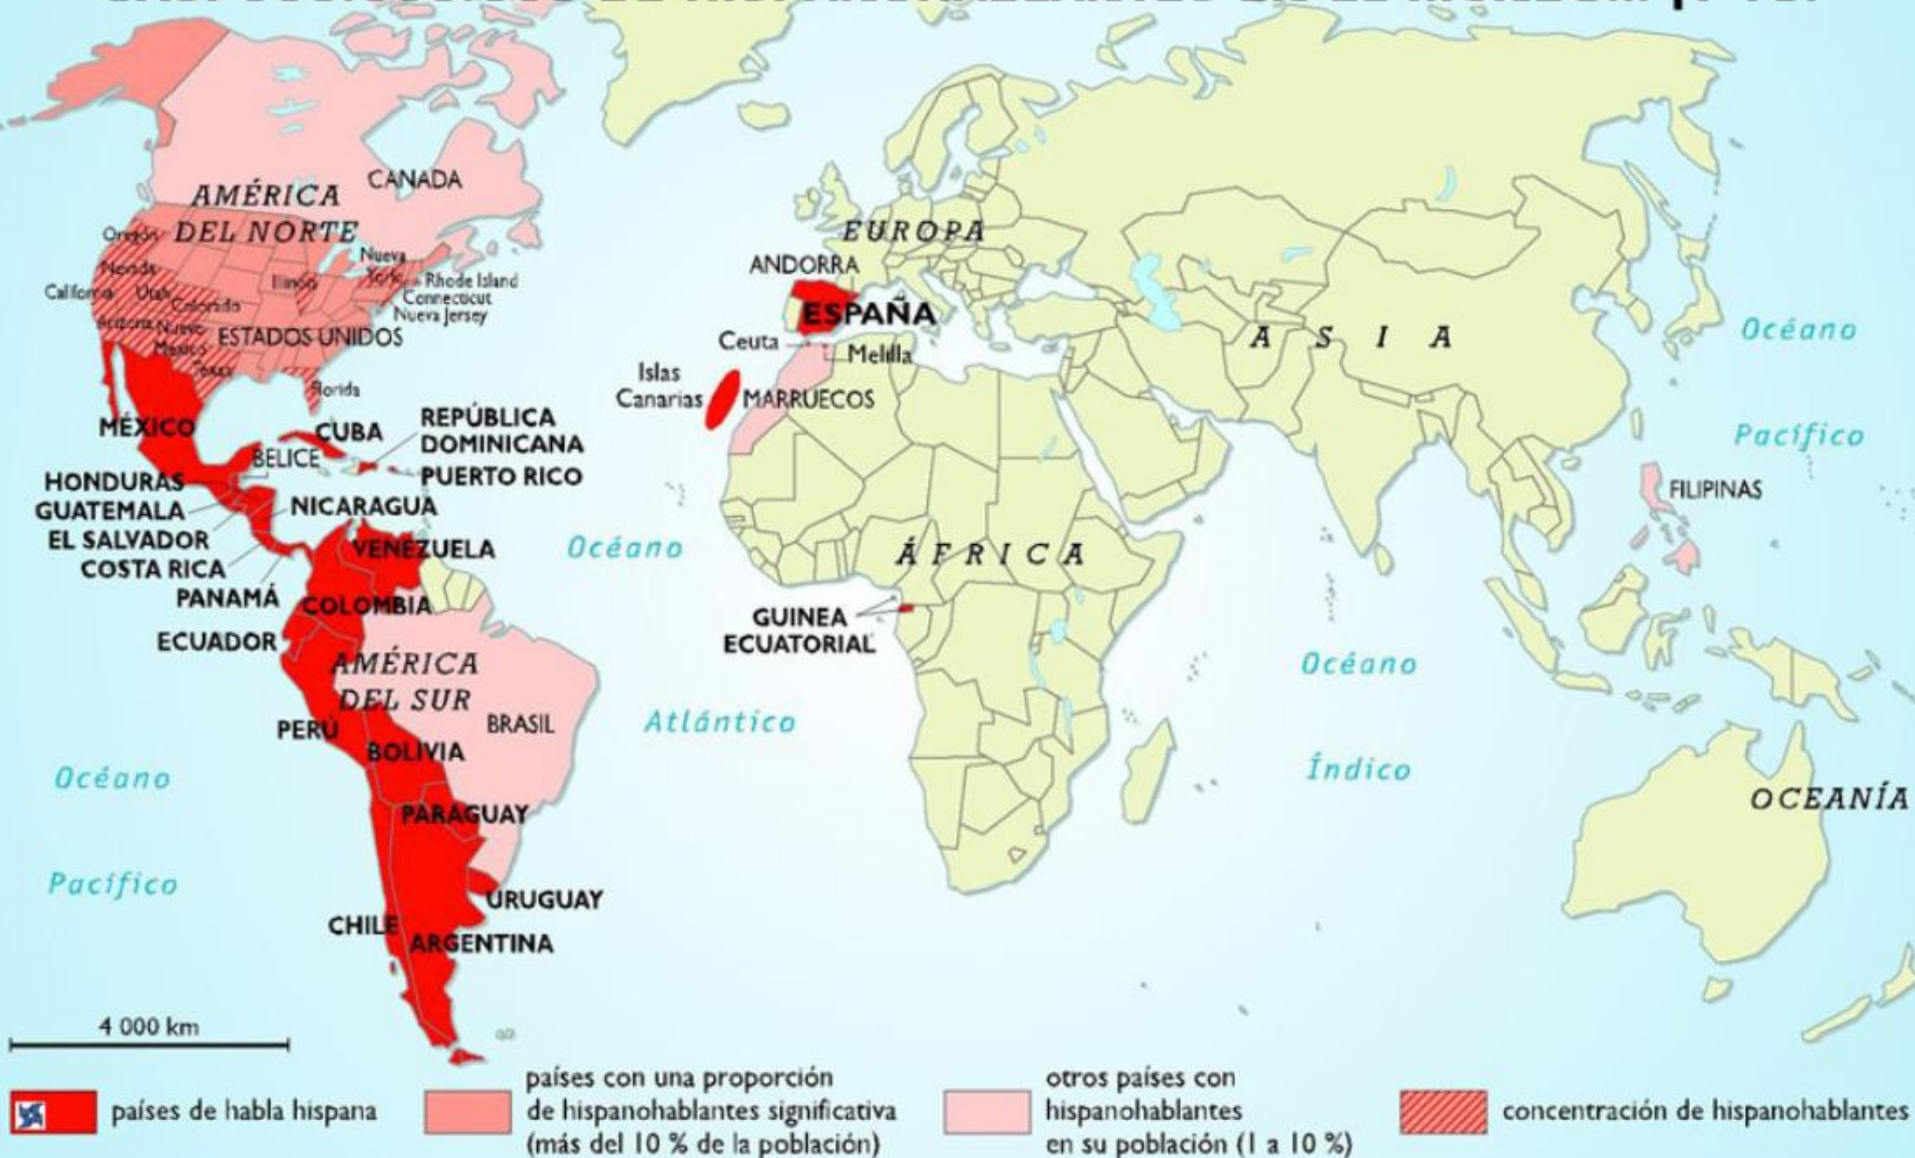 CANADA
AMÉRICA
DEL NORTE
Oregón
Nevada
California
Utah
Colorado
Illinois
Nueva
York
Rhode Island
Connecticut
Nueva Jersey
Arizona
Nuevo
México
Texas
ESTADOS UNIDOS
Florida
MÉXICO
CUBA
BELICE
REPÚBLICA
DOMINICANA
PUERTO RICO
HONDURAS
GUATEMALA
EL SALVADOR
COSTA RICA
PANAMÁ
NICARAGUA
VENEZUELA
COLOMBIA
ECUADOR
AMÉRICA
DEL SUR
PERÚ
BRASIL
BOLIVIA
PARAGUAY
URUGUAY
CHILE
ARGENTINA
Océano
Pacífico
Océano
Atlántico
EUROPA
ANDORRA
ESPAÑA
Ceuta
Melilla
Islas
Canarias
MARRUECOS
ÁFRICA
GUINEA
ECUATORIAL
ASIA
Océano
Pacífico
FILIPINAS
Océano
Índico
OCEANÍA
4 000 km
países de habla hispana
países con una proporción
de hispanohablantes significativa
(más del 10 % de la población)
otros países con
hispanohablantes
en su población (1 a 10 %)
concentración de hispanohablantes